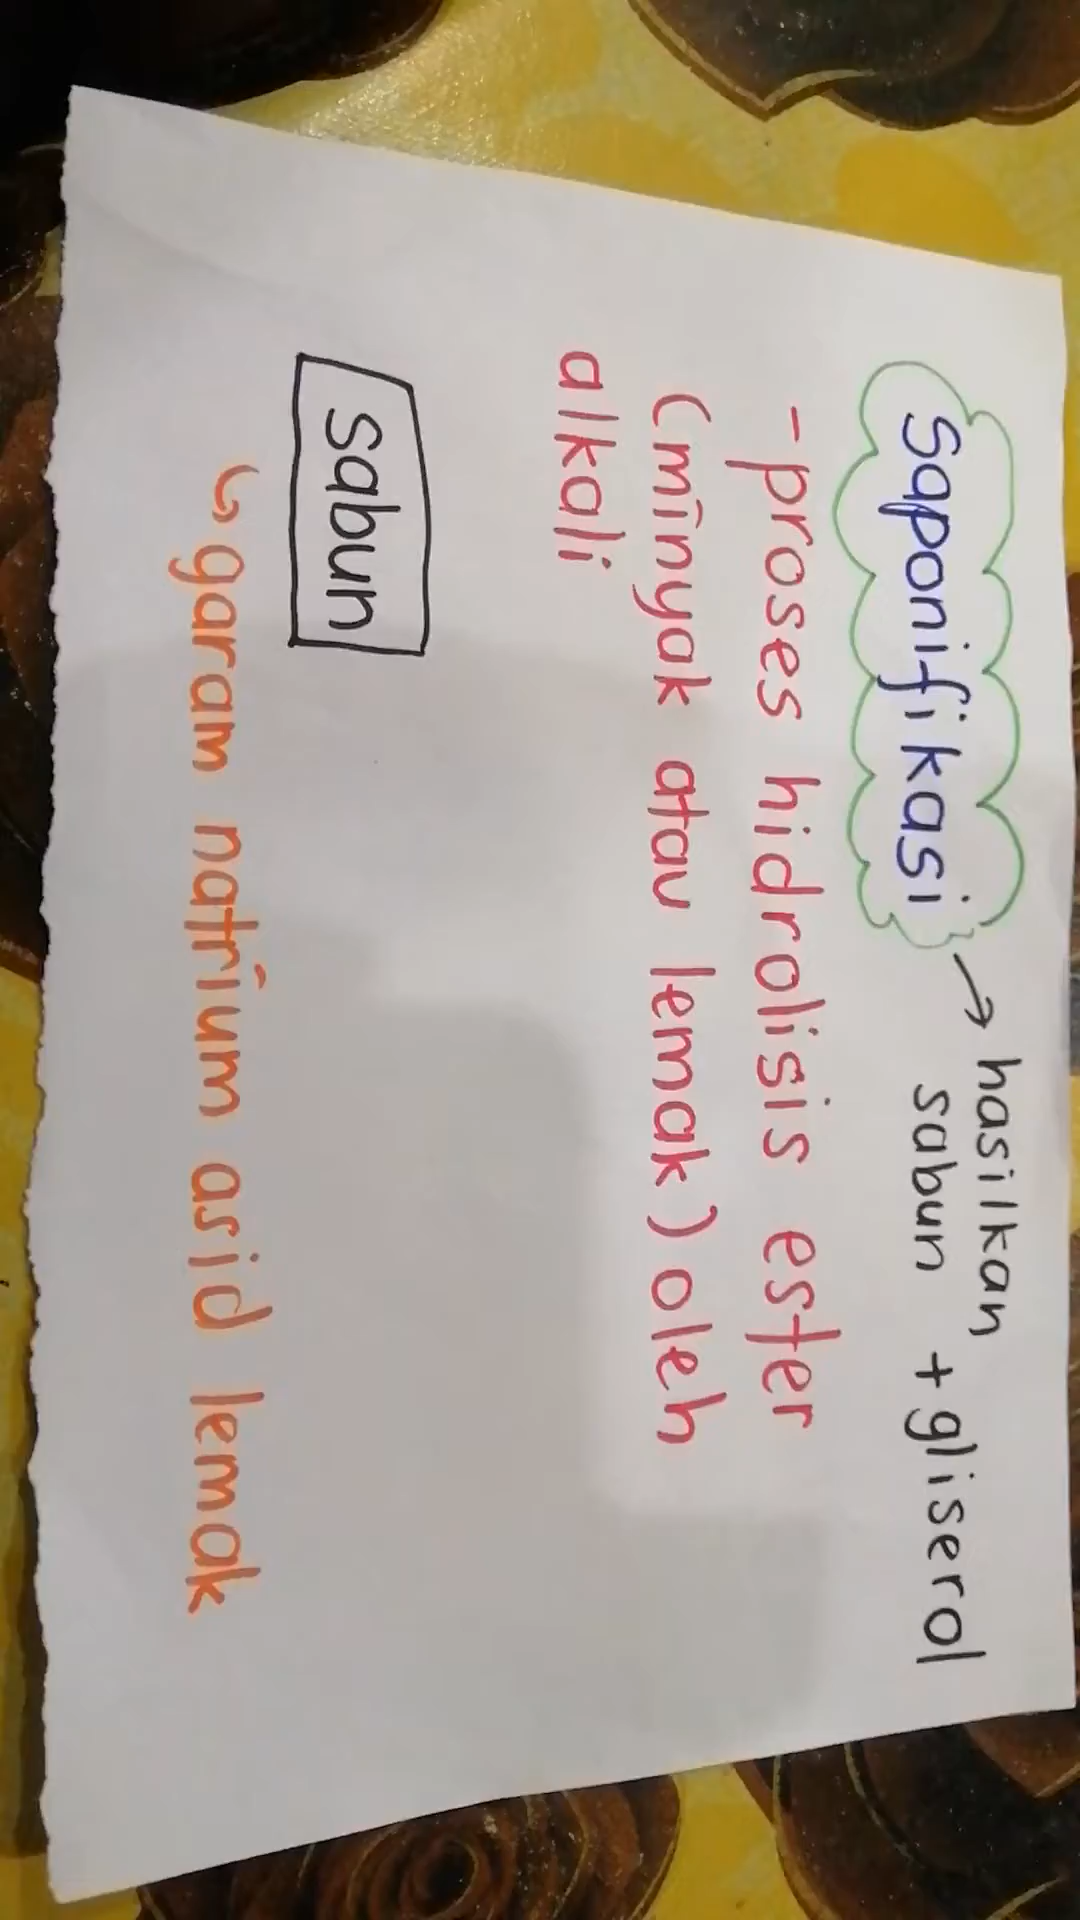 saponifikasi → hasilkan
sabun + gliserol
- proses hidrolisis ester
(minyak atau lemak) oleh
alkali
sabun
↪ garam natrium asid lemak